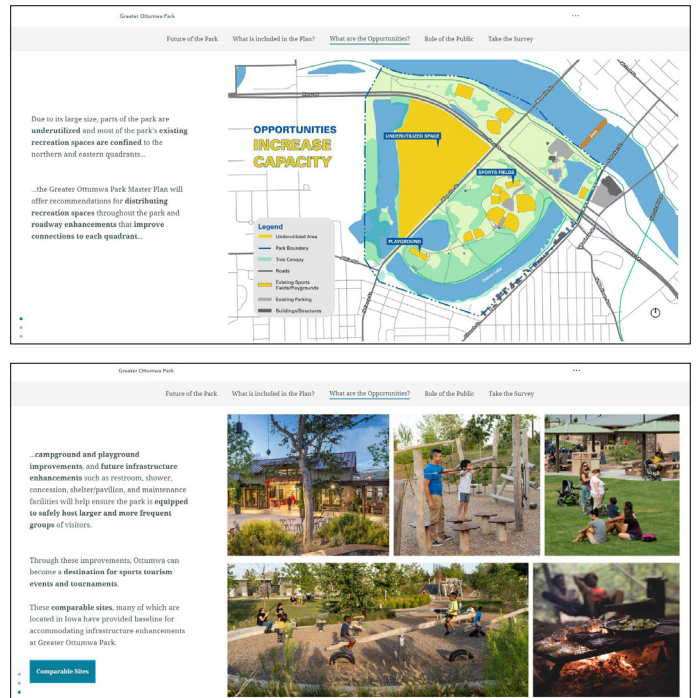 Greater Ottumwa Park
...
Future of the Park What is included in the Plan? What are the Opportunities? Role of the Public Take the Survey
Due to its large size, parts of the park are
underutilized and most of the park's existing
recreation spaces are confined to the
northern and eastern quadrants...
...the Greater Ottumwa Park Master Plan will
offer recommendations for distributing
recreation spaces throughout the park and
roadway enhancements that improve
connections to each quadrant...
OPPORTUNITIES
INCREASE
CAPACITY
UNDERUTILIZED SPACE
SPORTS FIELDS
PLAYGROUND
Legend
Underutilized Area
Park Boundary
Tree Canopy
Roads
Existing Sports
Fields/Playgrounds
Existing Parking
Buildings/Structures
Greater Ottumwa Park
...
Future of the Park What is included in the Plan? What are the Opportunities? Role of the Public Take the Survey
...campground and playground
improvements, and future infrastructure
enhancements such as restroom, shower,
concession, shelter/pavilion, and maintenance
facilities will help ensure the park is equipped
to safely host larger and more frequent
groups of visitors.
Through these improvements, Ottumwa can
become a destination for sports tourism
events and tournaments.
These comparable sites, many of which are
located in Iowa have provided baseline for
accommodating infrastructure enhancements
at Greater Ottumwa Park.
Comparable Sites